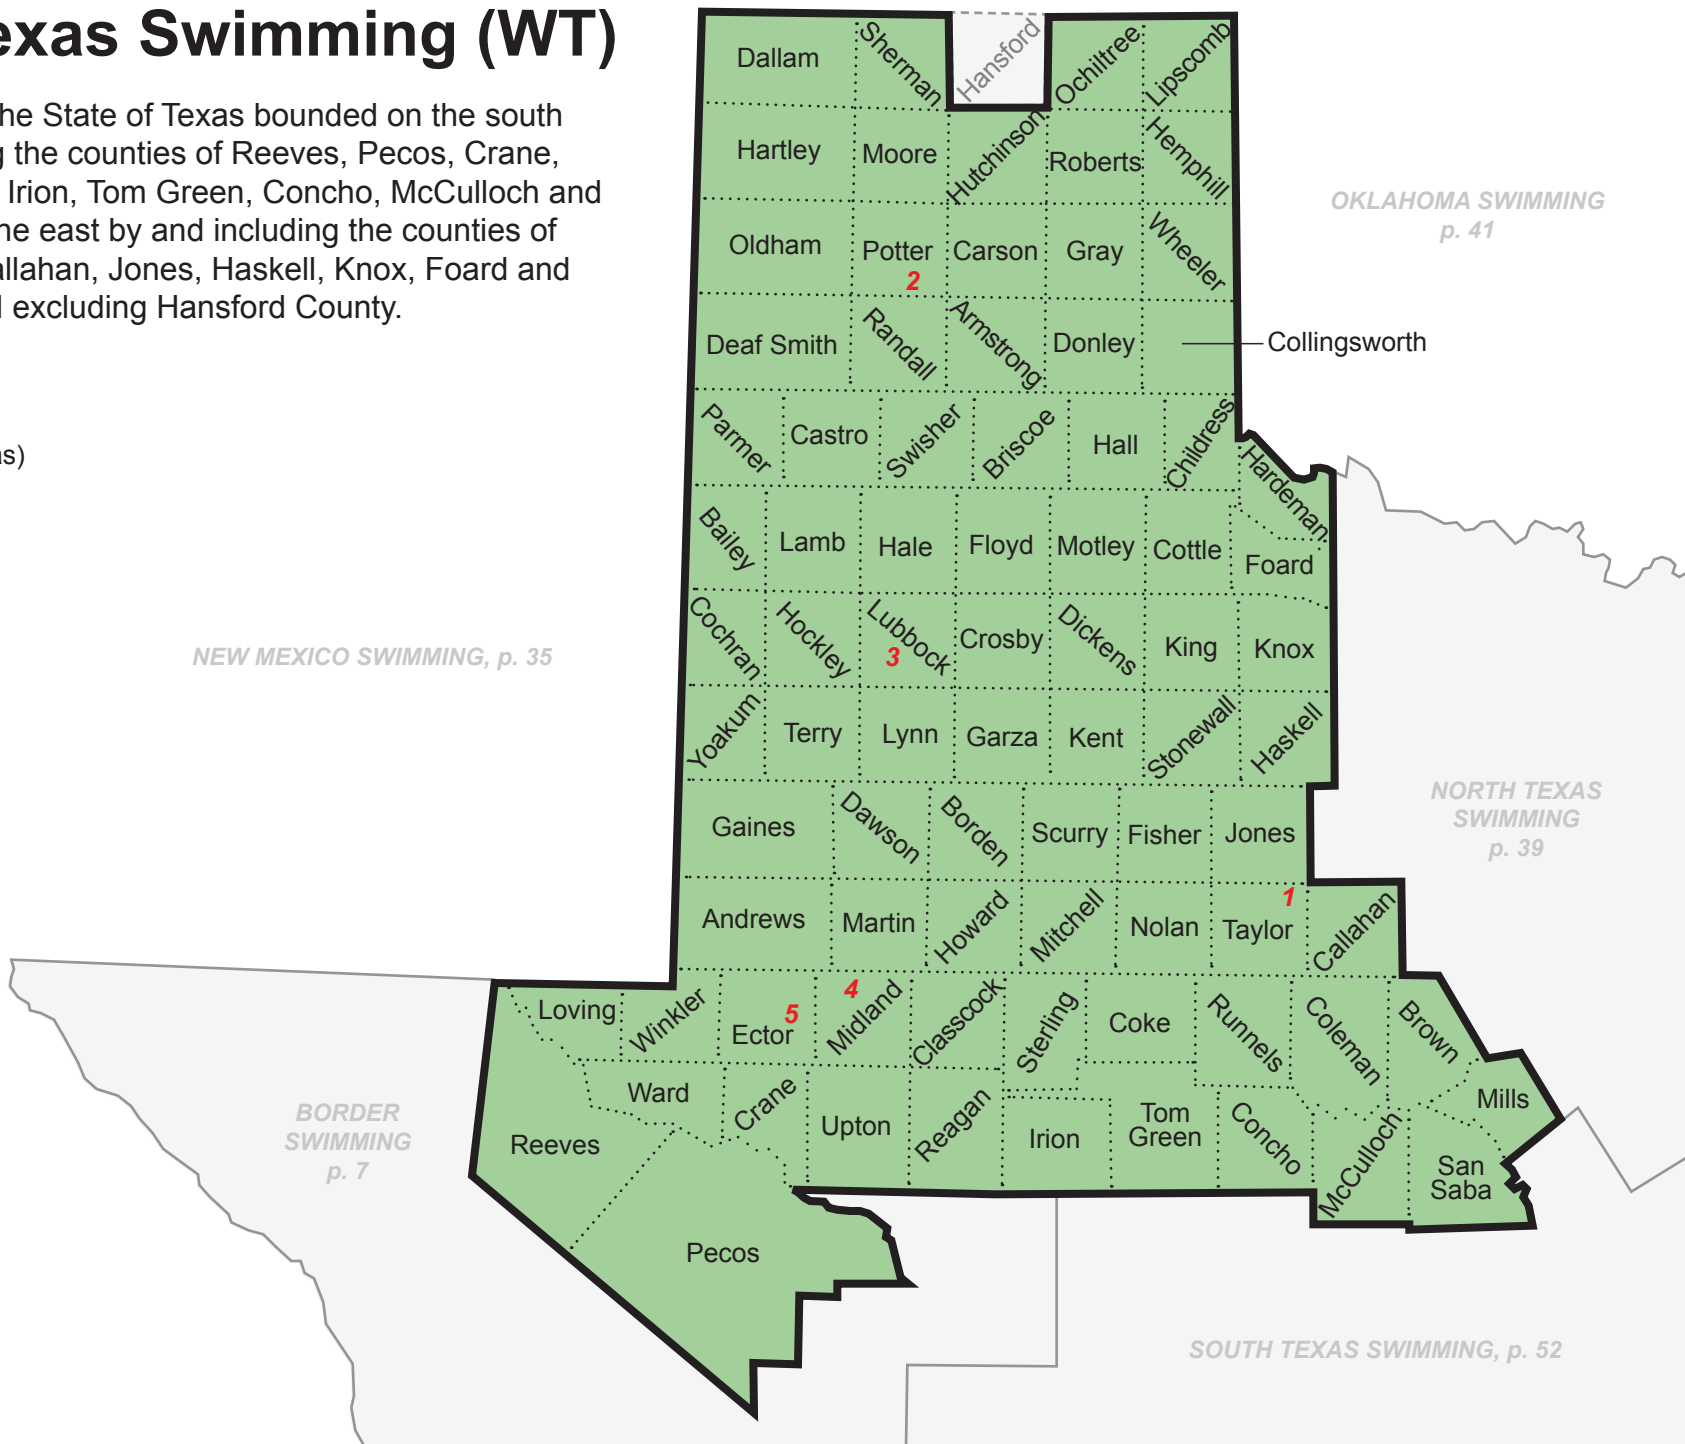 exas Swimming (WT)
he State of Texas bounded on the south
g the counties of Reeves, Pecos, Crane,
Irion, Tom Green, Concho, McCulloch and
ne east by and including the counties of
allahan, Jones, Haskell, Knox, Foard and
l excluding Hansford County.
as)
Dallam
Sherman
Hansford
Ochiltree
Lipscomb
Hartley
Moore
Hutchinson
Roberts
Hemphill
OKLAHOMA SWIMMING
p. 41
Oldham
Potter
2
Carson
Gray
Wheeler
Deaf Smith
Randall
Armstrong
Donley
Collingsworth
Parmer
Castro
Swisher
Briscoe
Hall
Childress
Hardeman
Bailey
Lamb
Hale
Floyd
Motley
Cottle
Foard
NEW MEXICO SWIMMING, p. 35
Cochran
Hockley
Lubbock
3
Crosby
Dickens
King
Knox
Yoakum
Terry
Lynn
Garza
Kent
Stonewall
Haskell
NORTH TEXAS
SWIMMING
p. 39
Gaines
Dawson
Borden
Scurry
Fisher
Jones
Andrews
Martin
Howard
Mitchell
Nolan
1
Taylor
Callahan
Loving
Winkler
5
Ector
4
Midland
Classcock
Sterling
Coke
Runnels
Coleman
Brown
Mills
BORDER
SWIMMING
p. 7
Reeves
Ward
Crane
Upton
Reagan
Irion
Tom
Green
Concho
McCulloch
San
Saba
Pecos
SOUTH TEXAS SWIMMING, p. 52